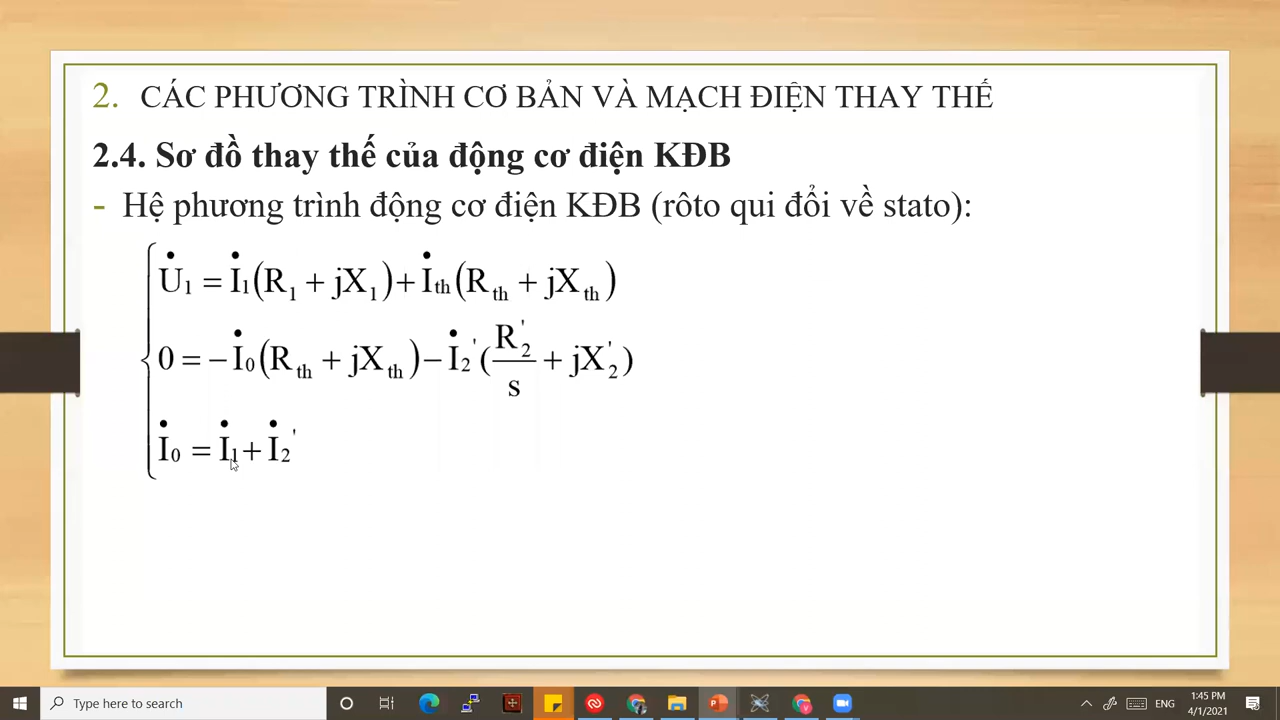 2. CÁC PHƯƠNG TRÌNH CƠ BẢN VÀ MẠCH ĐIỆN THAY THẾ
2.4. Sơ đồ thay thế của động cơ điện KĐB
- Hệ phương trình động cơ điện KĐB (rôto qui đổi về stato):
U̇₁ = İ₁(R₁ + jX₁) + İth(Rth + jXth)
0 = −İ₀(Rth + jXth) − İ₂'(R₂'/s + jX₂')
İ₀ = İ₁ + İ₂'
Type here to search
ENG
1:45 PM
4/1/2021